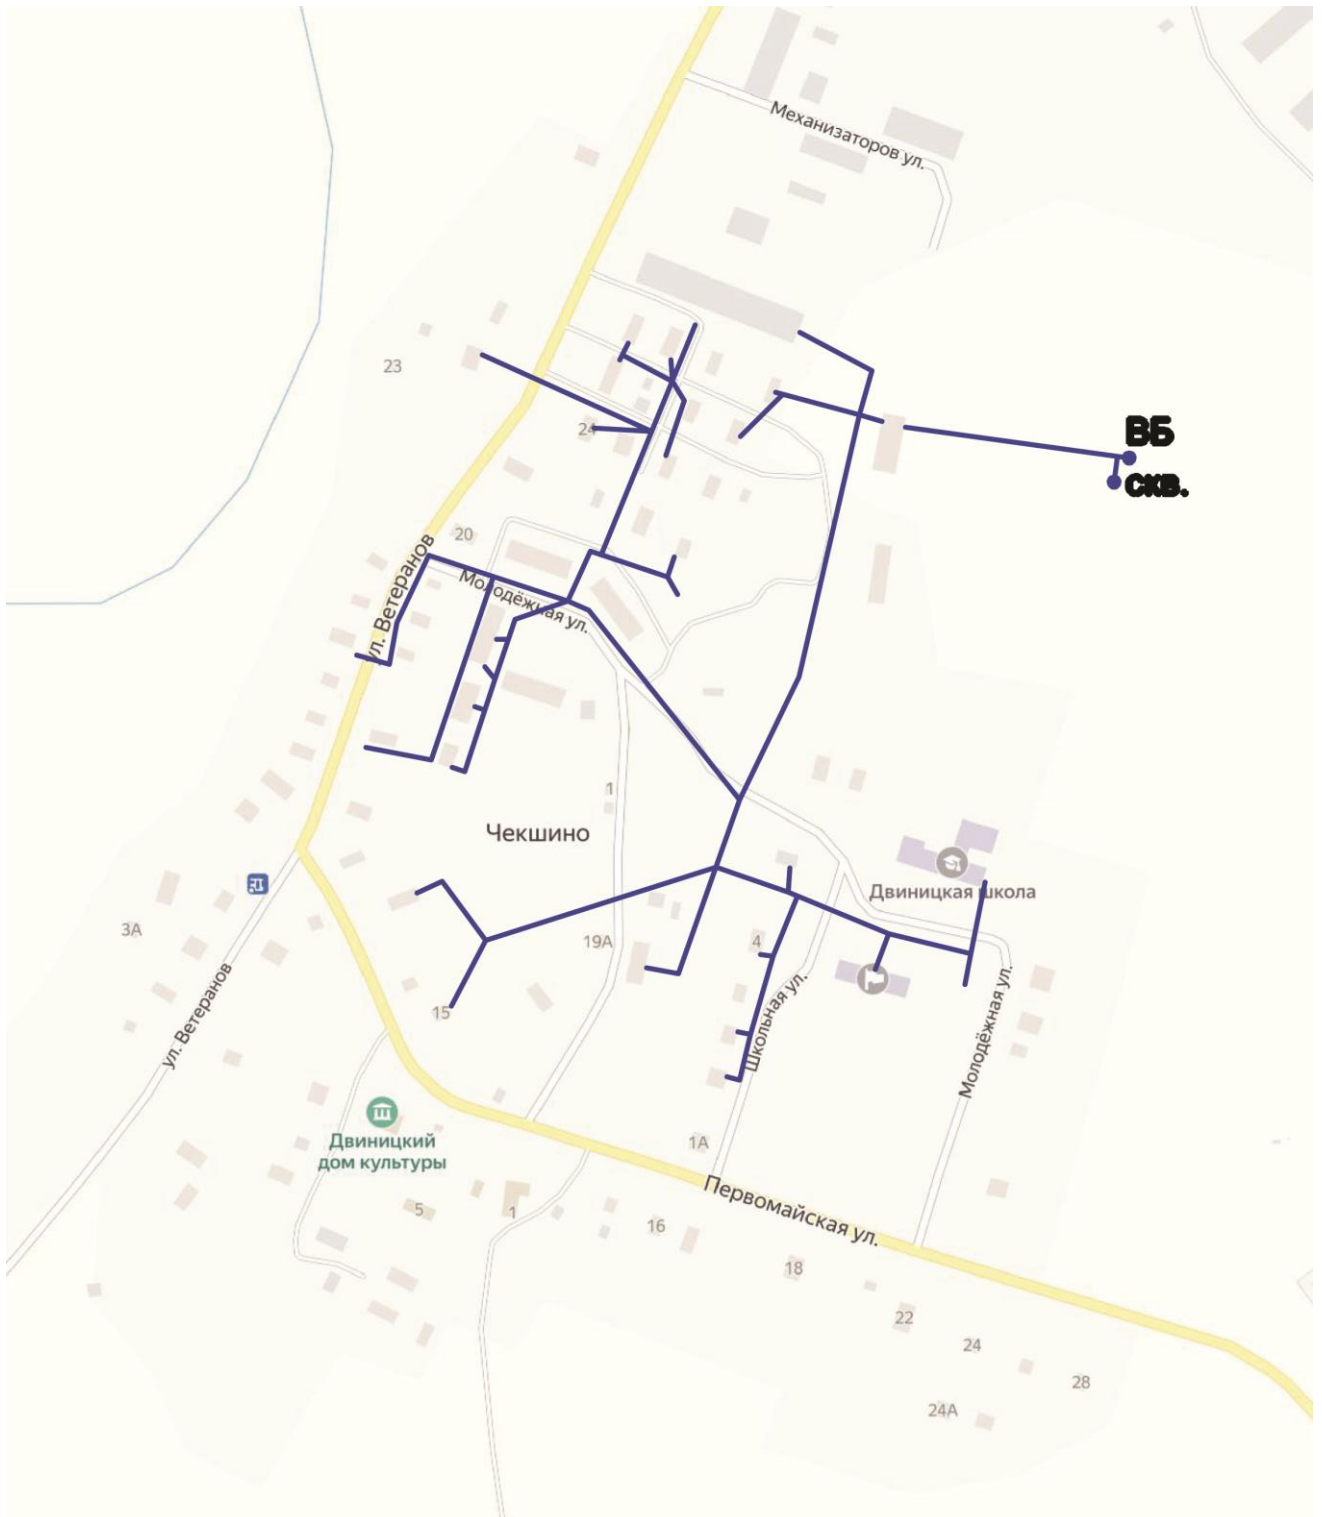 Механизаторов ул.
23
24
ВБ
скв.
20
ул. Ветеранов
Молодёжная ул.
1
Чекшино
Двиницкая школа
3А
19А
4
15
ул. Ветеранов
Школьная ул.
Молодёжная ул.
Двиницкий
дом культуры
1А
5
1
16
Первомайская ул.
18
22
24
28
24А